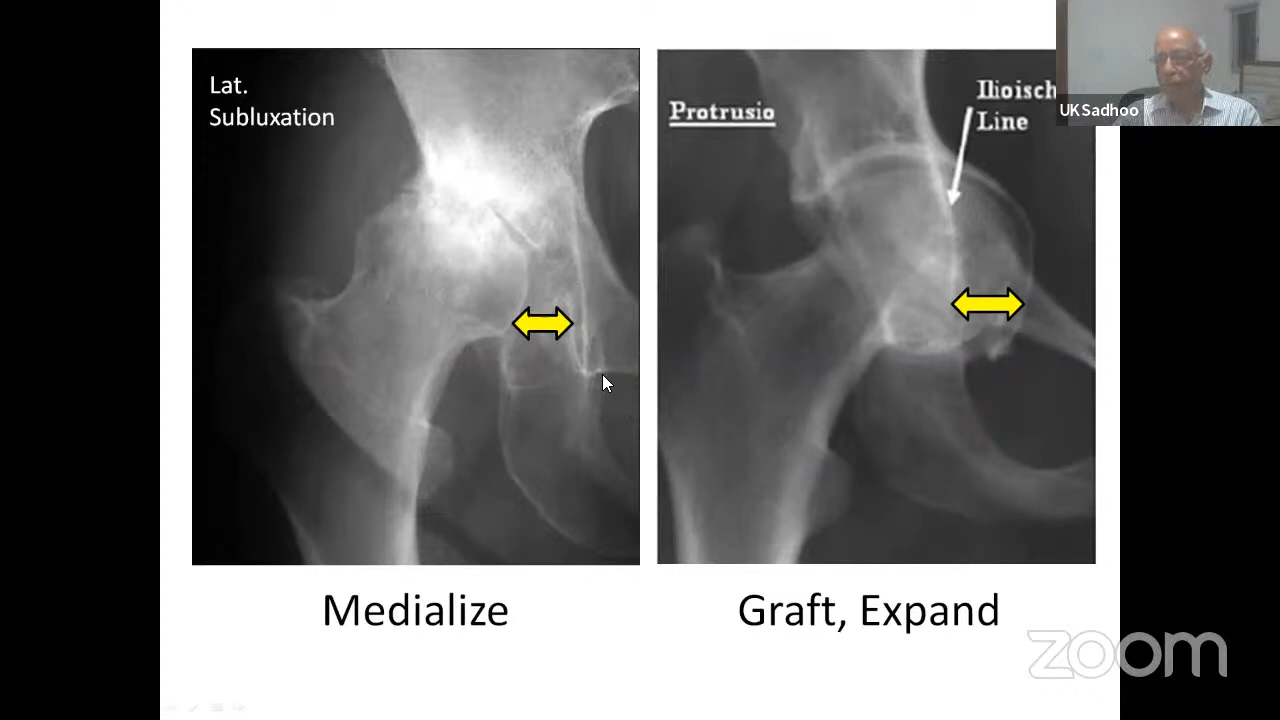 Lat.
Subluxation
Protrusio
Ilioisch
Line
UKSadhoo
Medialize
Graft, Expand
zoom